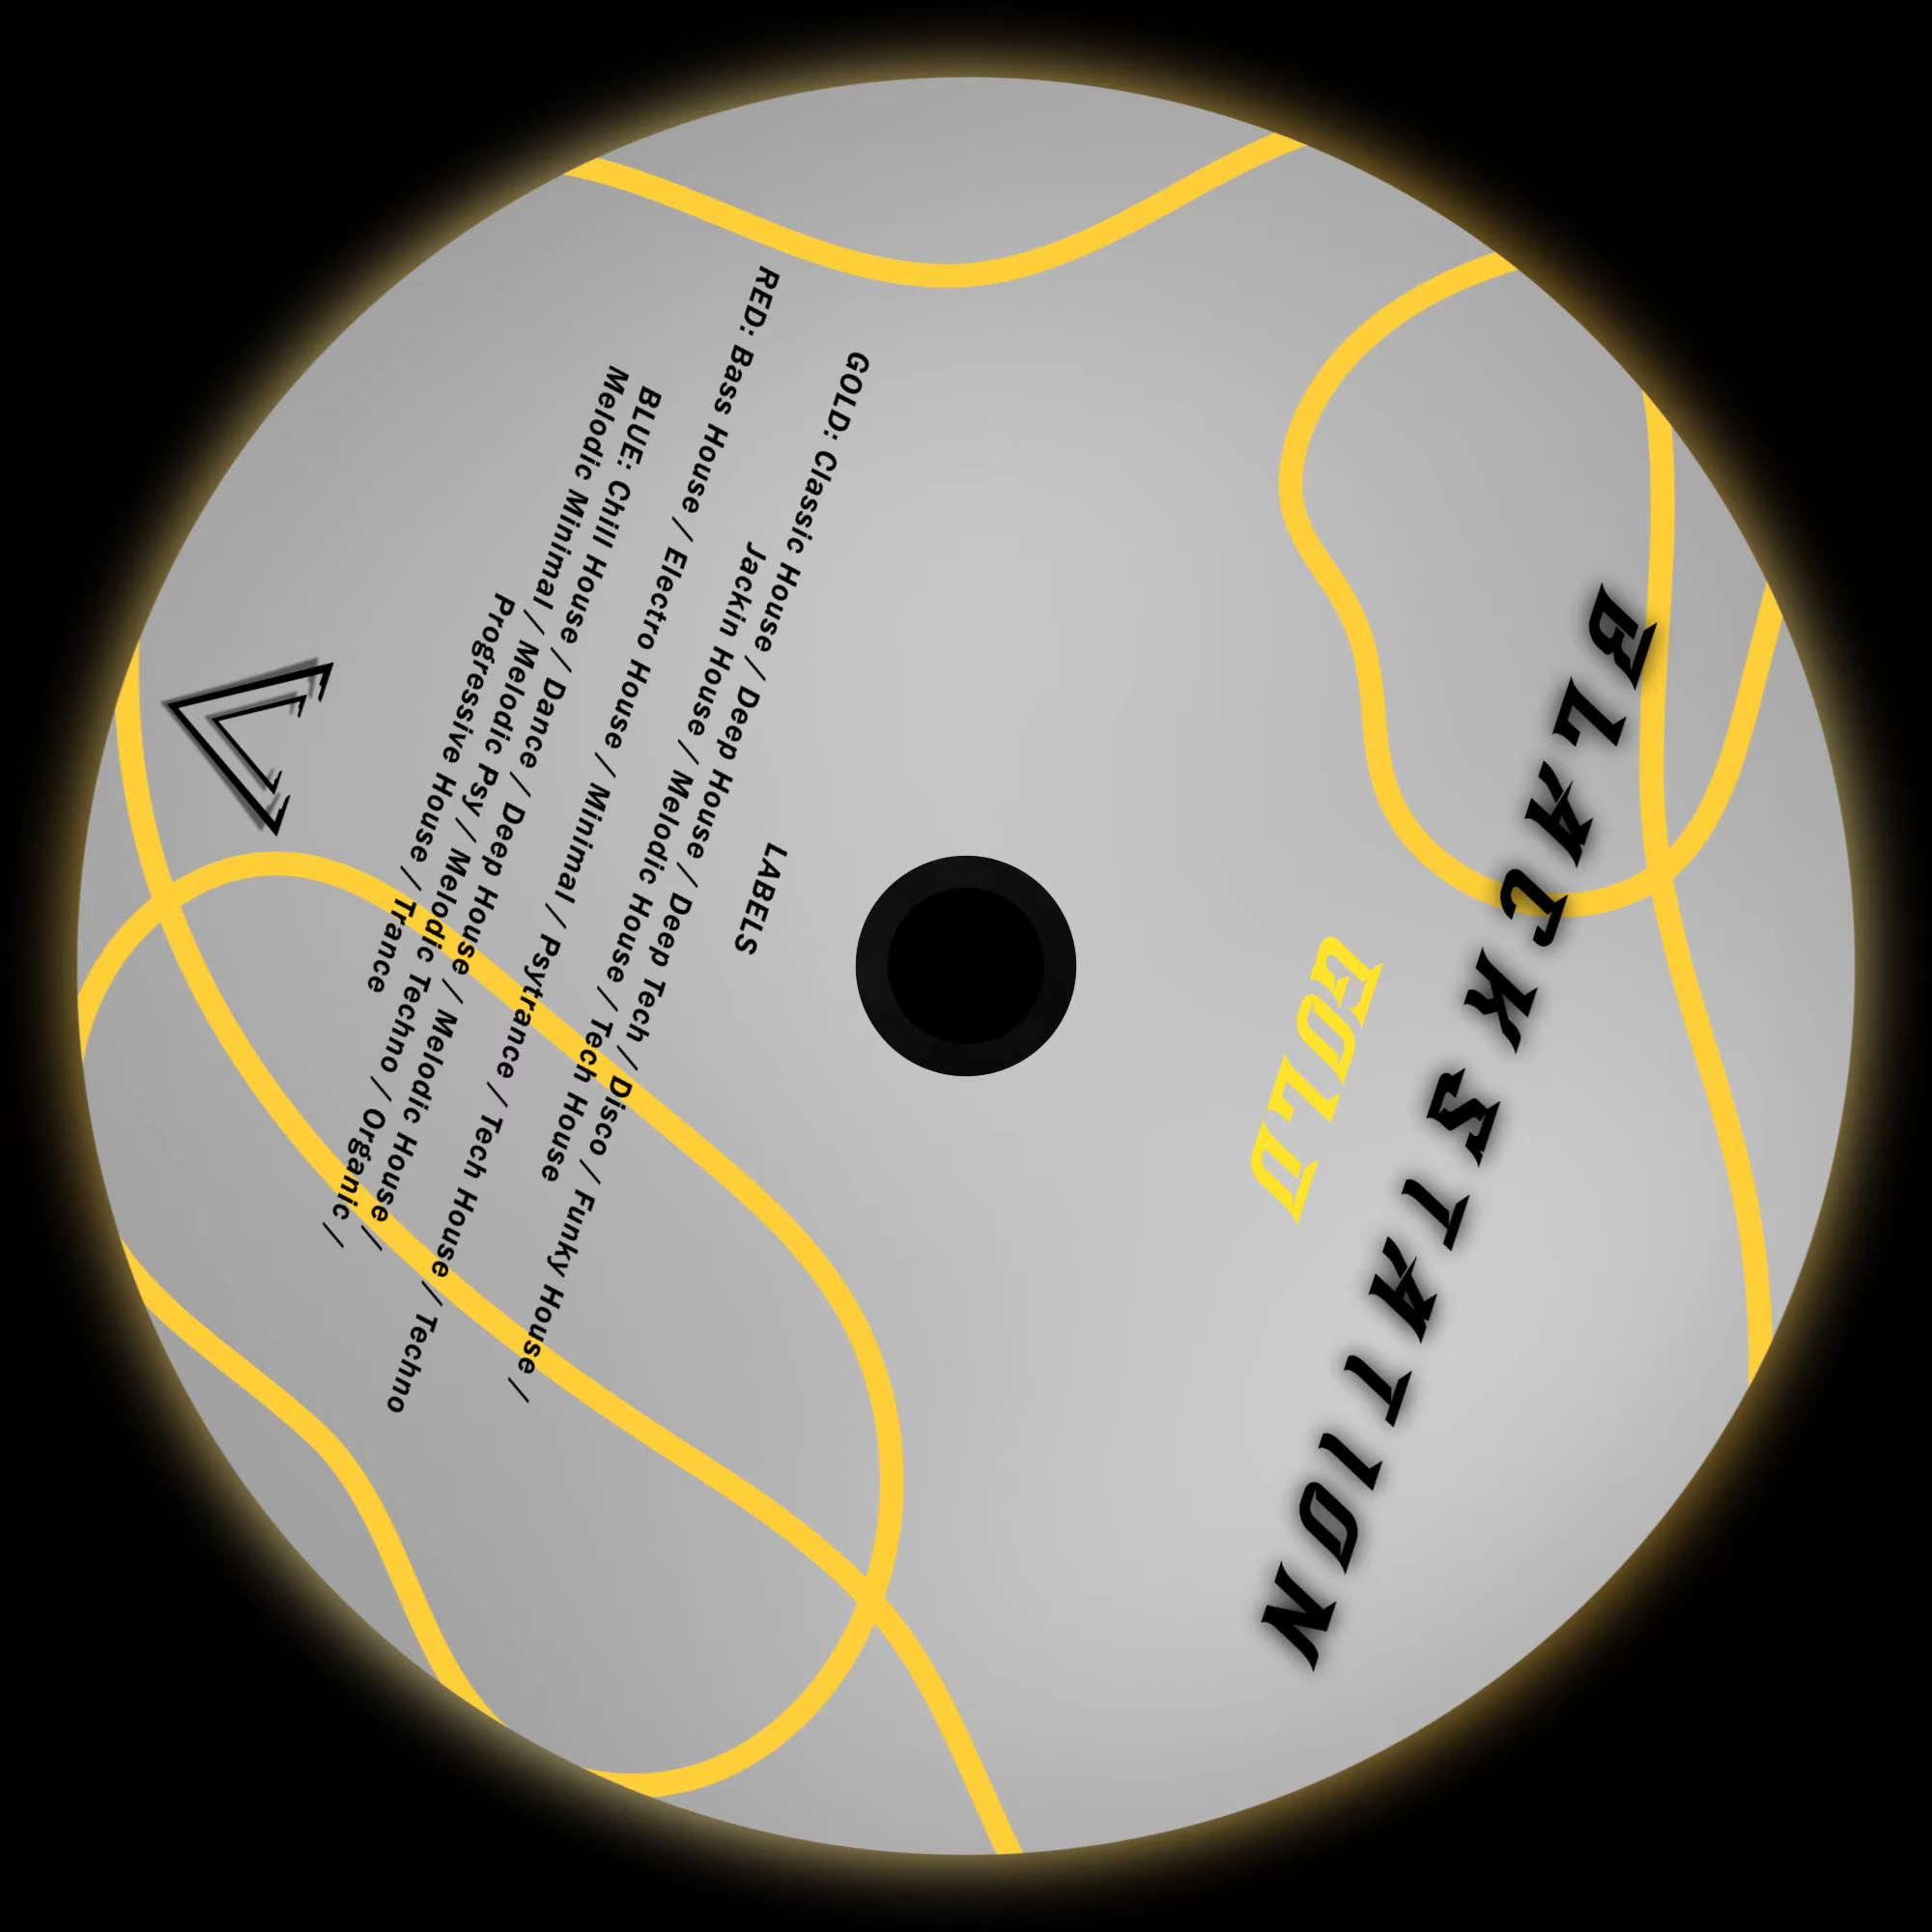 BLACKSTATION
GOLD
LABELS
GOLD: Classic House / Deep House / Deep Tech / Disco / Funky House /
Jackin House / Melodic House / Tech House
RED: Bass House / Electro House / Minimal / Psytrance / Tech House / Techno
BLUE: Chill House / Dance / Deep House / Melodic House /
Melodic Minimal / Melodic Psy / Melodic Techno / Organic /
Progressive House / Trance